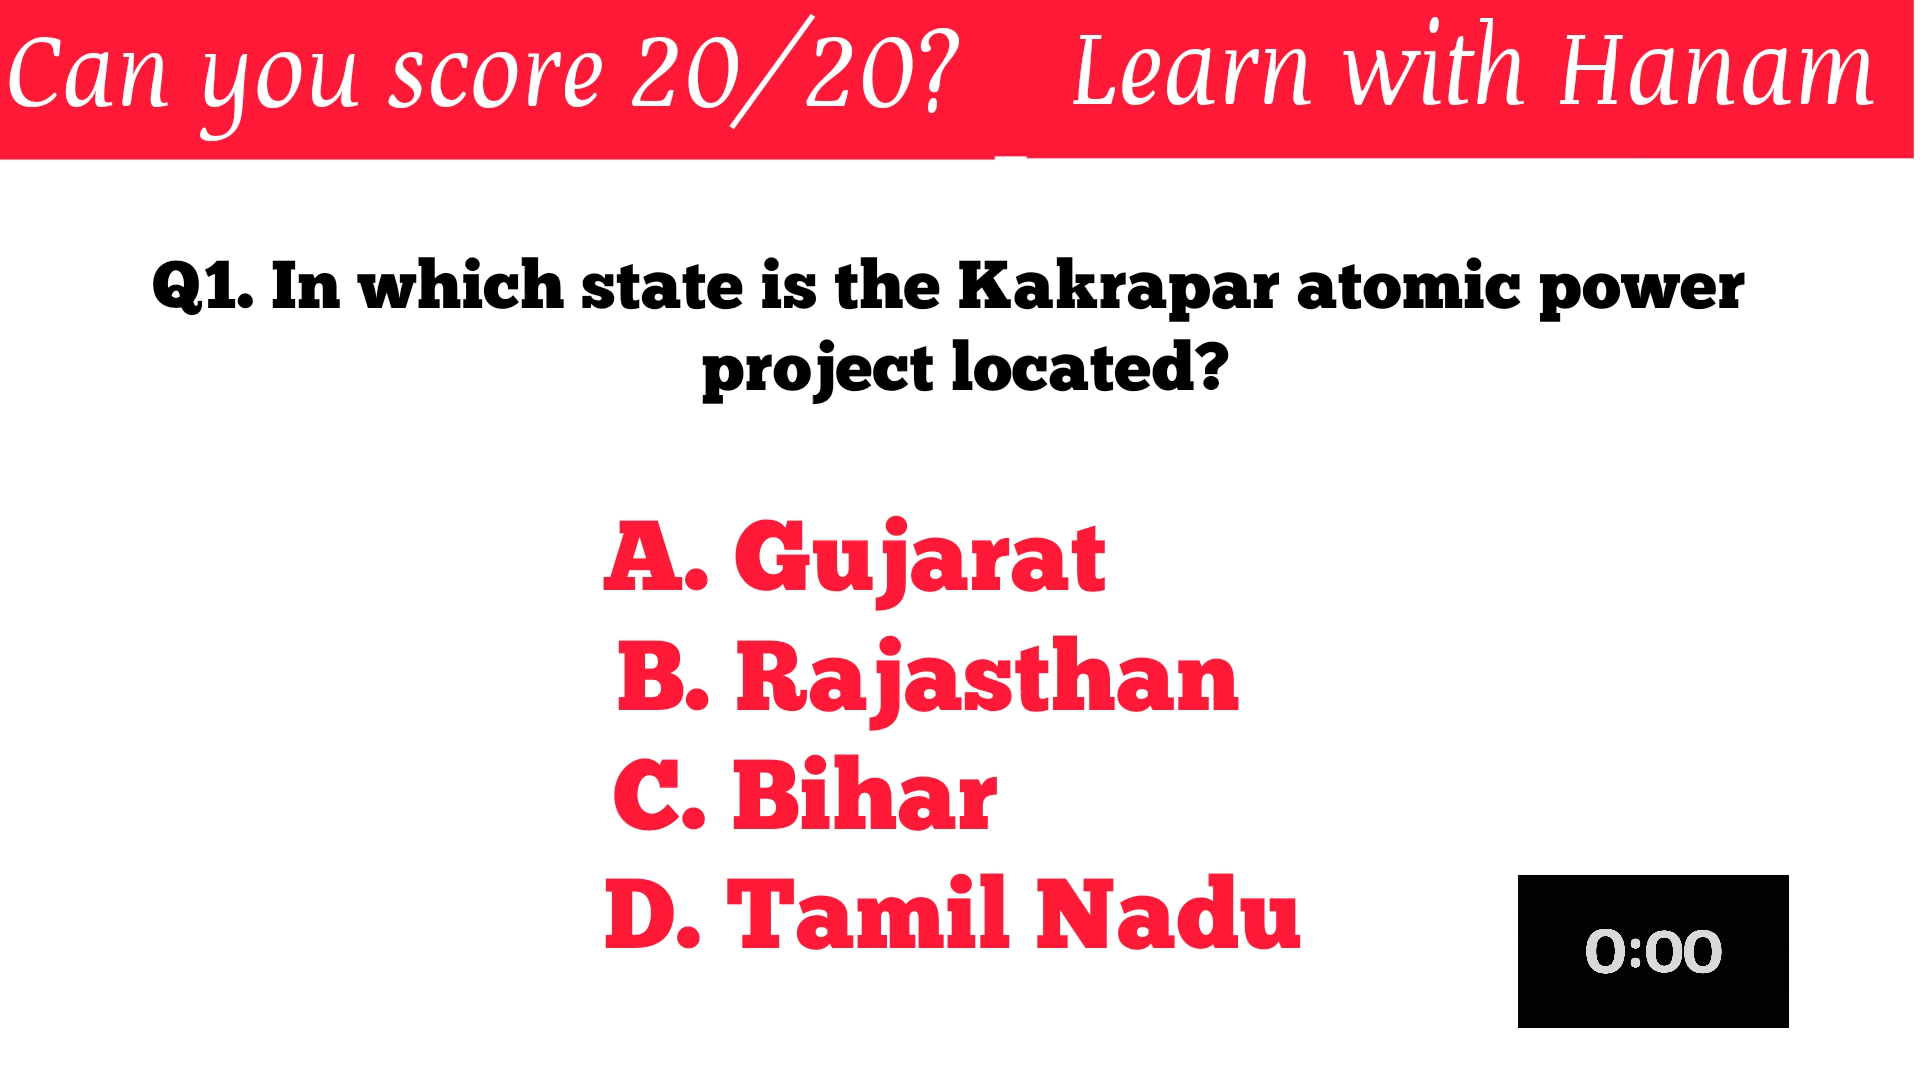 Can you score 20/20?
Learn with Hanam
Q1. In which state is the Kakrapar atomic power
project located?
A. Gujarat
B. Rajasthan
C. Bihar
D. Tamil Nadu
0:00